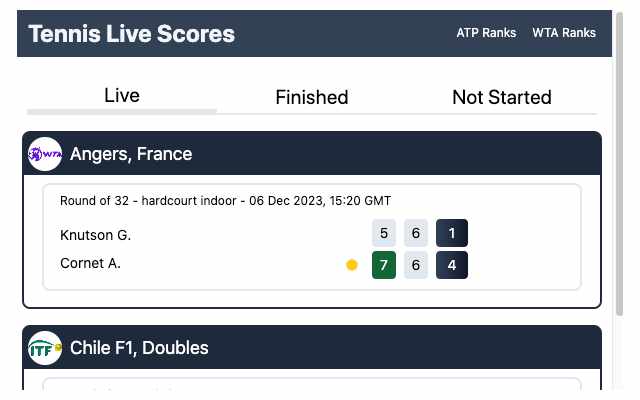 Tennis Live Scores
ATP Ranks WTA Ranks
Live Finished Not Started
WTA Angers, France
Round of 32 - hardcourt indoor - 06 Dec 2023, 15:20 GMT
Knutson G. 5 6 1
Cornet A. 7 6 4
ITF Chile F1, Doubles